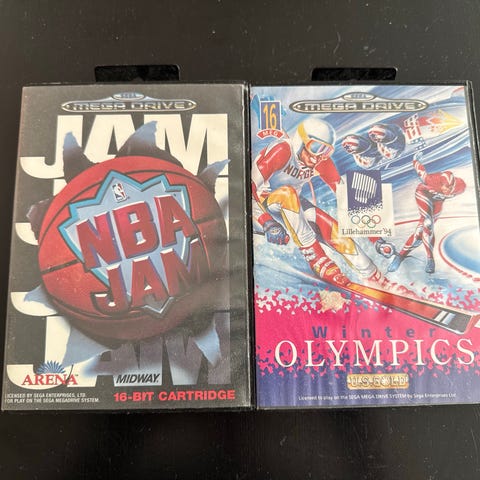 SEGA
MEGA DRIVE
JAM
NBA
JAM
ARENA
MIDWAY
LICENSED BY SEGA ENTERPRISES, LTD.
FOR PLAY ON THE SEGA MEGADRIVE SYSTEM.
16-BIT CARTRIDGE
SEGA
MEGA DRIVE
16
MEG
NORGE
Lillehammer '94
Winter
OLYMPICS
U.S. GOLD
Licensed to play on the SEGA MEGA DRIVE SYSTEM by Sega Enterprises Ltd.